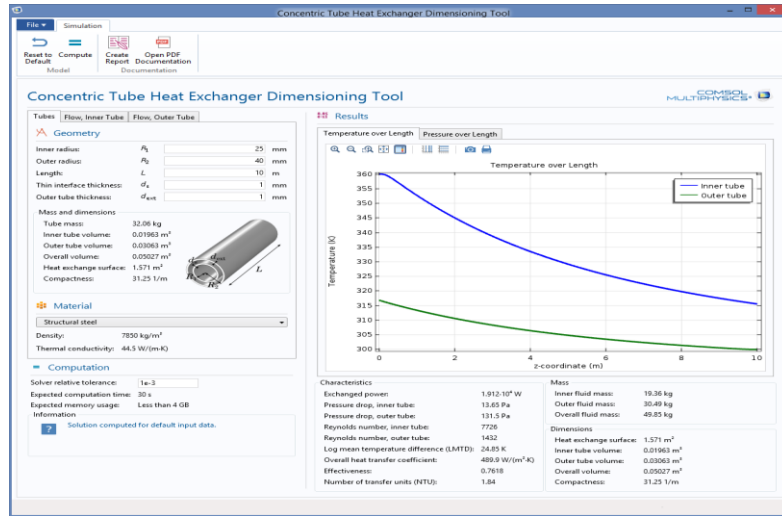 Concentric Tube Heat Exchanger Dimensioning Tool
File Simulation
Reset to Default Compute Create Report Open PDF Documentation
Model Documentation
Concentric Tube Heat Exchanger Dimensioning Tool
COMSOL MULTIPHYSICS
Tubes Flow, Inner Tube Flow, Outer Tube
Geometry
Inner radius: R₁ 25 mm
Outer radius: R₂ 40 mm
Length: L 10 m
Thin interface thickness: dₛ 1 mm
Outer tube thickness: 1 mm
Mass and dimensions
Tube mass: 32.06 kg
Inner tube volume: 0.01963 m³
Outer tube volume: 0.03063 m³
Overall volume: 0.05027 m³
Heat exchange surface: 1.571 m²
Compactness: 31.25 1/m
L
R₂
Material
Structural steel
Density: 7850 kg/m³
Thermal conductivity: 44.5 W/(m·K)
Computation
Solver relative tolerance: 1e-3
Expected computation time: 30 s
Expected memory usage: Less than 4 GB
Information
Solution computed for default input data.
Results
Temperature over Length Pressure over Length
Temperature over Length
Inner tube
Outer tube
Temperature (K)
360
355
350
345
340
335
330
325
320
315
310
305
300
0 2 4 6 8 10
z-coordinate (m)
Characteristics
Exchanged power: 1.912·10⁴ W
Pressure drop, inner tube: 13.65 Pa
Pressure drop, outer tube: 131.5 Pa
Reynolds number, inner tube: 7726
Reynolds number, outer tube: 1432
Log mean temperature difference (LMTD): 24.85 K
Overall heat transfer coefficient: 489.9 W/(m²·K)
Effectiveness: 0.7618
Number of transfer units (NTU): 1.84
Mass
Inner fluid mass: 19.36 kg
Outer fluid mass: 30.49 kg
Overall fluid mass: 49.85 kg
Dimensions
Heat exchange surface: 1.571 m²
Inner tube volume: 0.01963 m³
Outer tube volume: 0.03063 m³
Overall volume: 0.05027 m³
Compactness: 31.25 1/m